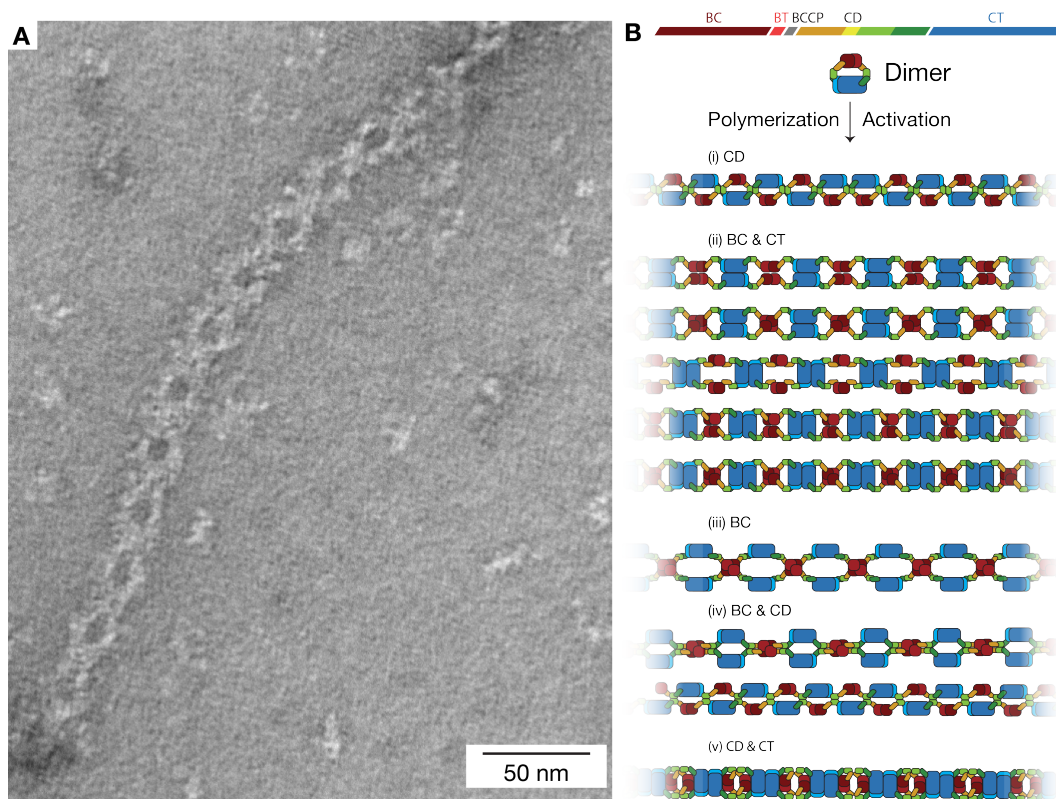 A
50 nm
B
BC BT BCCP CD CT
Dimer
Polymerization Activation
(i) CD
(ii) BC & CT
(iii) BC
(iv) BC & CD
(v) CD & CT